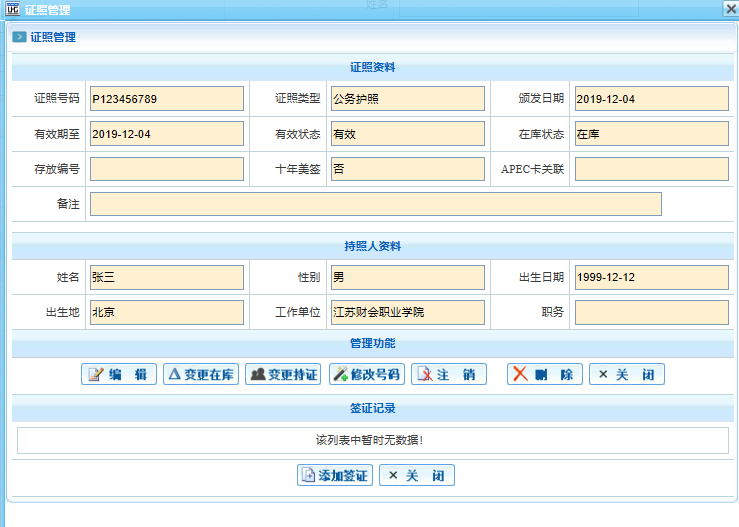 姓名
证照管理
证照管理
证照资料
证照号码 P123456789 证照类型 公务护照 颁发日期 2019-12-04
有效期至 2019-12-04 有效状态 有效 在库状态 在库
存放编号 十年美签 否 APEC卡关联
备注
持照人资料
姓名 张三 性别 男 出生日期 1999-12-12
出生地 北京 工作单位 江苏财会职业学院 职务
管理功能
编 辑 变更在库 变更持证 修改号码 注 销 删 除 关 闭
签证记录
该列表中暂时无数据!
添加签证 关 闭